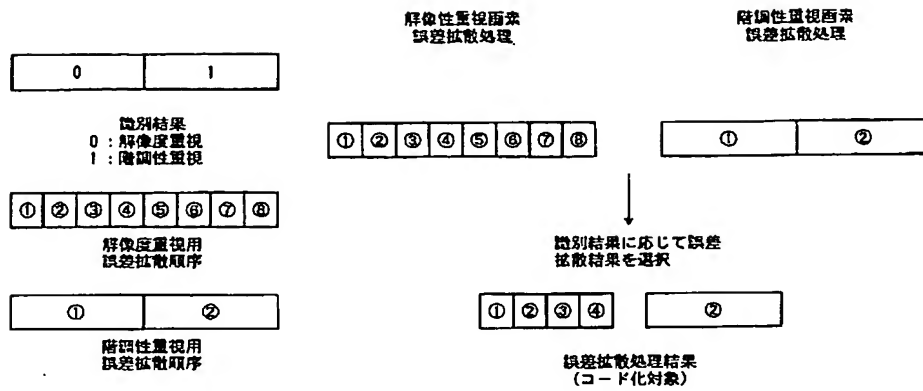 解像性重視画素
誤差拡散処理
階調性重視画素
誤差拡散処理
0 1
識別結果
0 : 解像度重視
1 : 階調性重視
① ② ③ ④ ⑤ ⑥ ⑦ ⑧
① ②
① ② ③ ④ ⑤ ⑥ ⑦ ⑧
解像度重視用
誤差拡散順序
識別結果に応じて誤差
拡散結果を選択
① ②
階調性重視用
誤差拡散順序
① ② ③ ④ ②
誤差拡散処理結果
(コード化対象)